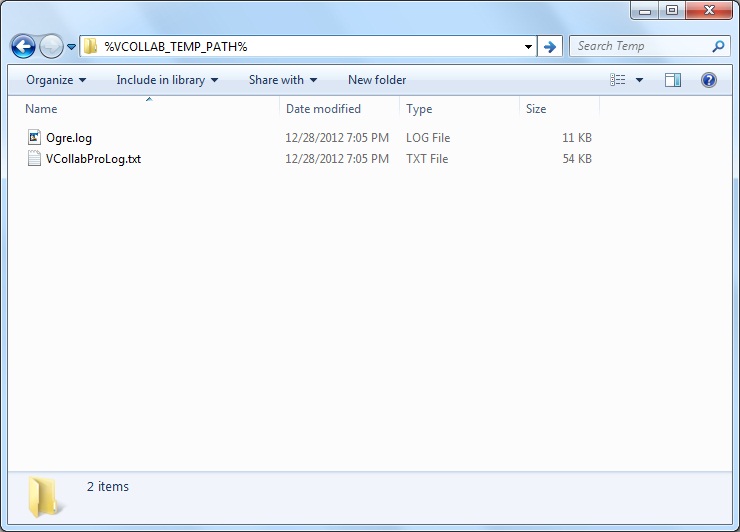 %VCOLLAB_TEMP_PATH%
Search Temp
Organize Include in library Share with New folder
Name Date modified Type Size
Ogre.log 12/28/2012 7:05 PM LOG File 11 KB
VCollabProLog.txt 12/28/2012 7:05 PM TXT File 54 KB
2 items